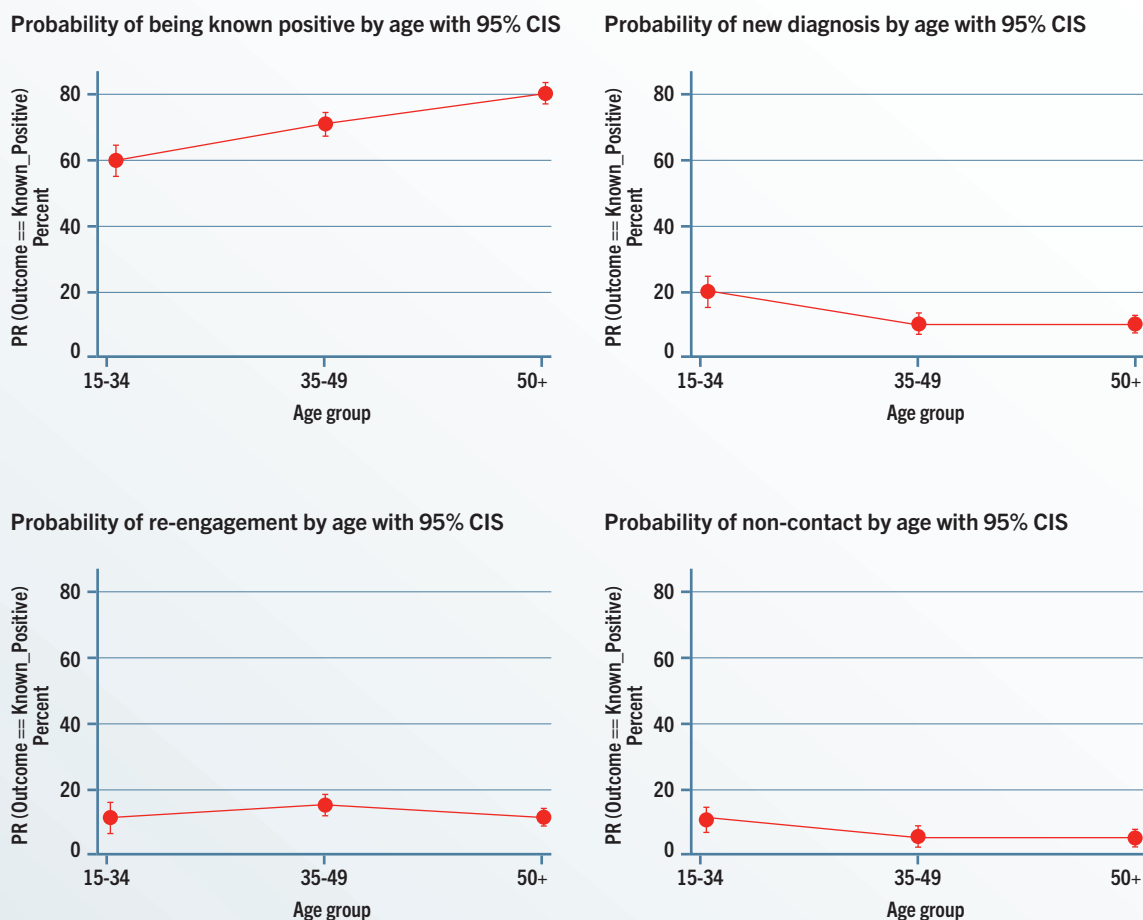 Probability of being known positive by age with 95% CIS
PR (Outcome == Known_Positive)
Percent
80
60
40
20
0
15-34
35-49
50+
Age group
Probability of new diagnosis by age with 95% CIS
PR (Outcome == Known_Positive)
Percent
80
60
40
20
0
15-34
35-49
50+
Age group
Probability of re-engagement by age with 95% CIS
PR (Outcome == Known_Positive)
Percent
80
60
40
20
0
15-34
35-49
50+
Age group
Probability of non-contact by age with 95% CIS
PR (Outcome == Known_Positive)
Percent
80
60
40
20
0
15-34
35-49
50+
Age group